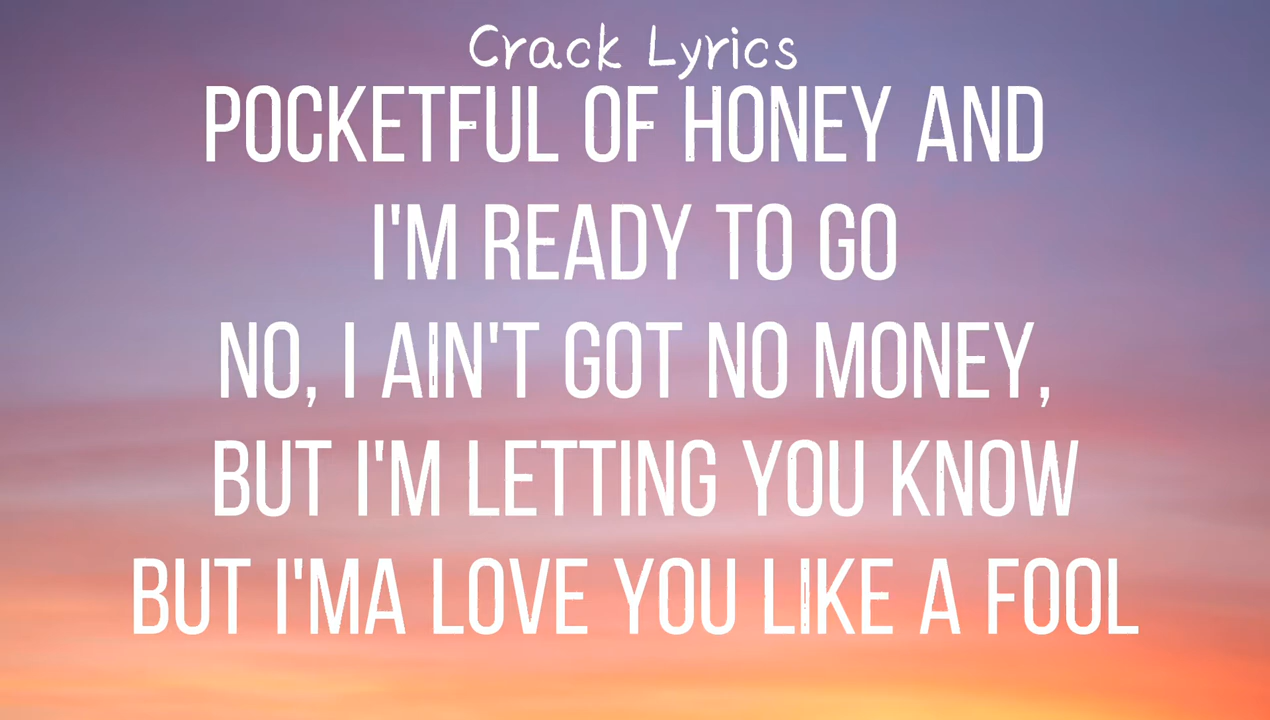 Crack Lyrics
POCKETFUL OF HONEY AND
I'M READY TO GO
NO, I AIN'T GOT NO MONEY,
BUT I'M LETTING YOU KNOW
BUT I'MA LOVE YOU LIKE A FOOL